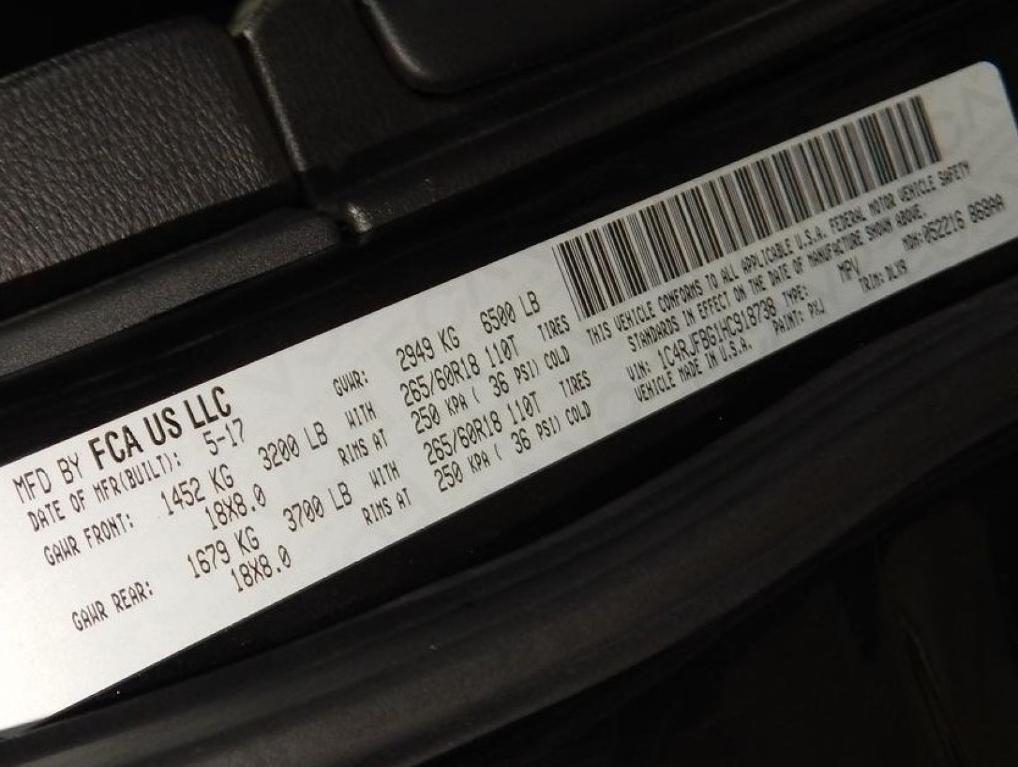 MFD BY FCA US LLC
DATE OF MFR(BUILT): 5-17 GVWR: 2949 KG 6500 LB
GAWR FRONT: 1452 KG 3200 LB WITH 265/60R18 110T TIRES
18X8.0 RIMS AT 250 KPA ( 36 PSI) COLD
GAWR REAR: 1679 KG 3700 LB WITH 265/60R18 110T TIRES
18X8.0 RIMS AT 250 KPA ( 36 PSI) COLD
THIS VEHICLE CONFORMS TO ALL APPLICABLE U.S.A. FEDERAL MOTOR VEHICLE SAFETY
STANDARDS IN EFFECT ON THE DATE OF MANUFACTURE SHOWN ABOVE.
VIN: 1C4RJFBG1HC918738 TYPE: MPV MDH:052216 868AA
VEHICLE MADE IN U.S.A. PAINT: PXJ TRIM: DLX9